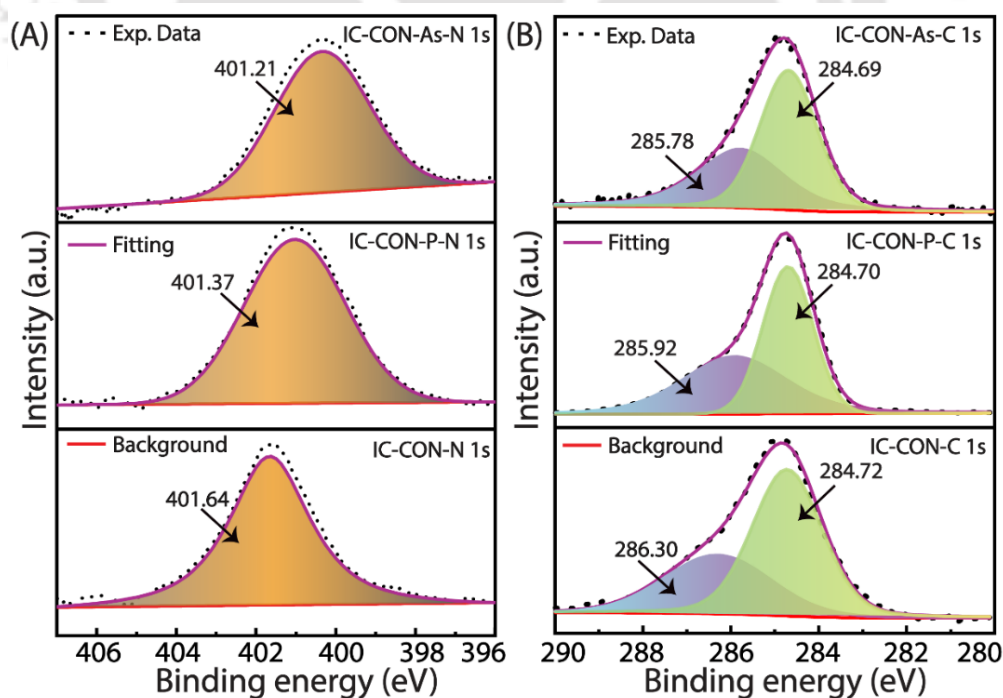 (A)
Exp. Data
IC-CON-As-N 1s
401.21
Fitting
IC-CON-P-N 1s
401.37
Background
IC-CON-N 1s
401.64
Intensity (a.u.)
406 404 402 400 398 396
Binding energy (eV)
(B)
Exp. Data
IC-CON-As-C 1s
284.69
285.78
Fitting
IC-CON-P-C 1s
284.70
285.92
Background
IC-CON-C 1s
284.72
286.30
Intensity (a.u.)
290 288 286 284 282 280
Binding energy (eV)